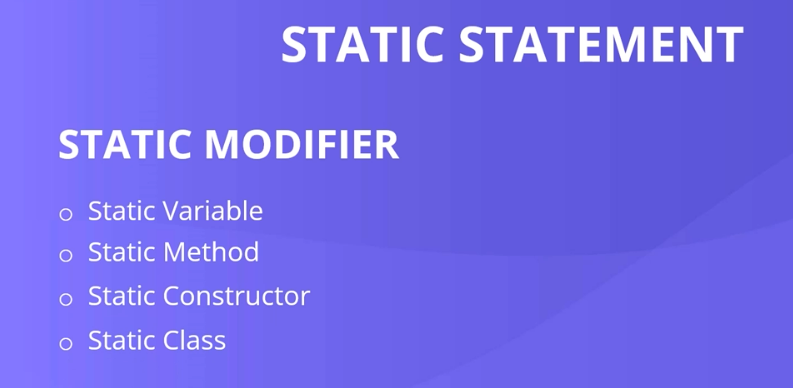 STATIC STATEMENT
STATIC MODIFIER
○ Static Variable
○ Static Method
○ Static Constructor
○ Static Class